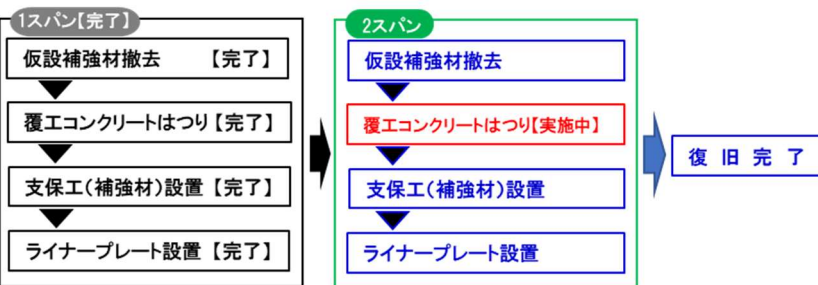 1スパン【完了】
仮設補強材撤去 【完了】
覆工コンクリートはつり【完了】
支保工(補強材)設置【完了】
ライナープレート設置【完了】
2スパン
仮設補強材撤去
覆工コンクリートはつり【実施中】
支保工(補強材)設置
ライナープレート設置
復旧完了